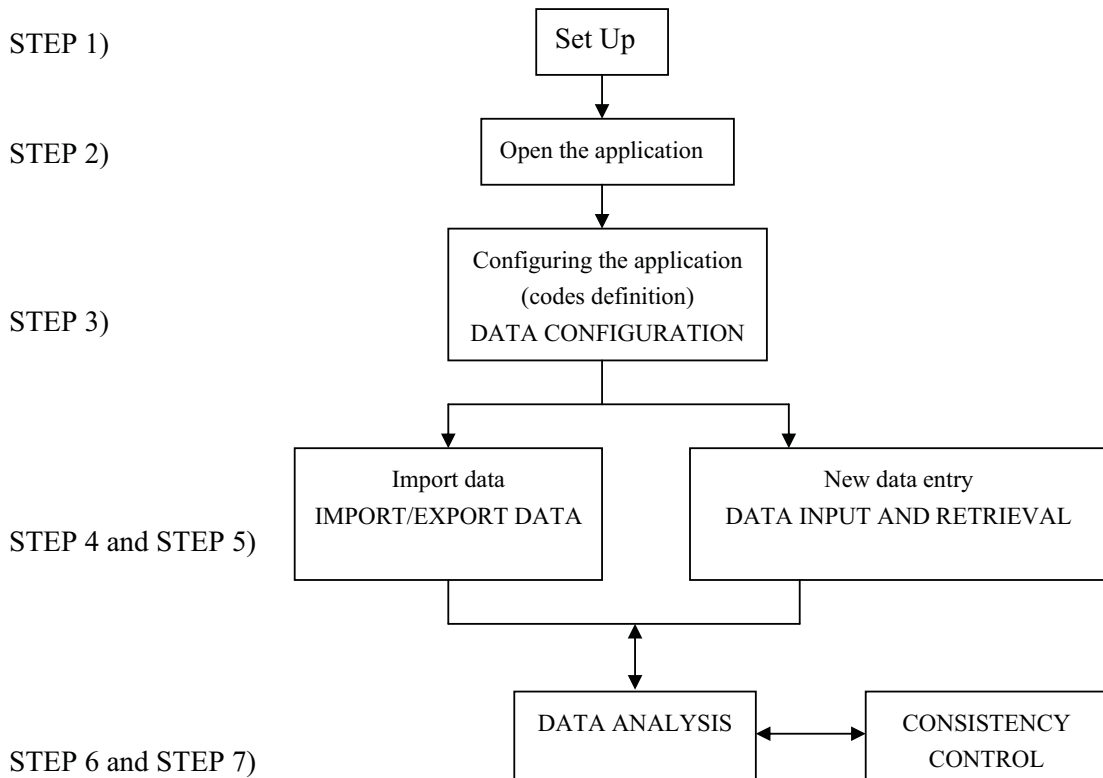 STEP 1)
Set Up
STEP 2)
Open the application
Configuring the application
(codes definition)
STEP 3)
DATA CONFIGURATION
Import data
IMPORT/EXPORT DATA
New data entry
DATA INPUT AND RETRIEVAL
STEP 4 and STEP 5)
DATA ANALYSIS
CONSISTENCY
CONTROL
STEP 6 and STEP 7)